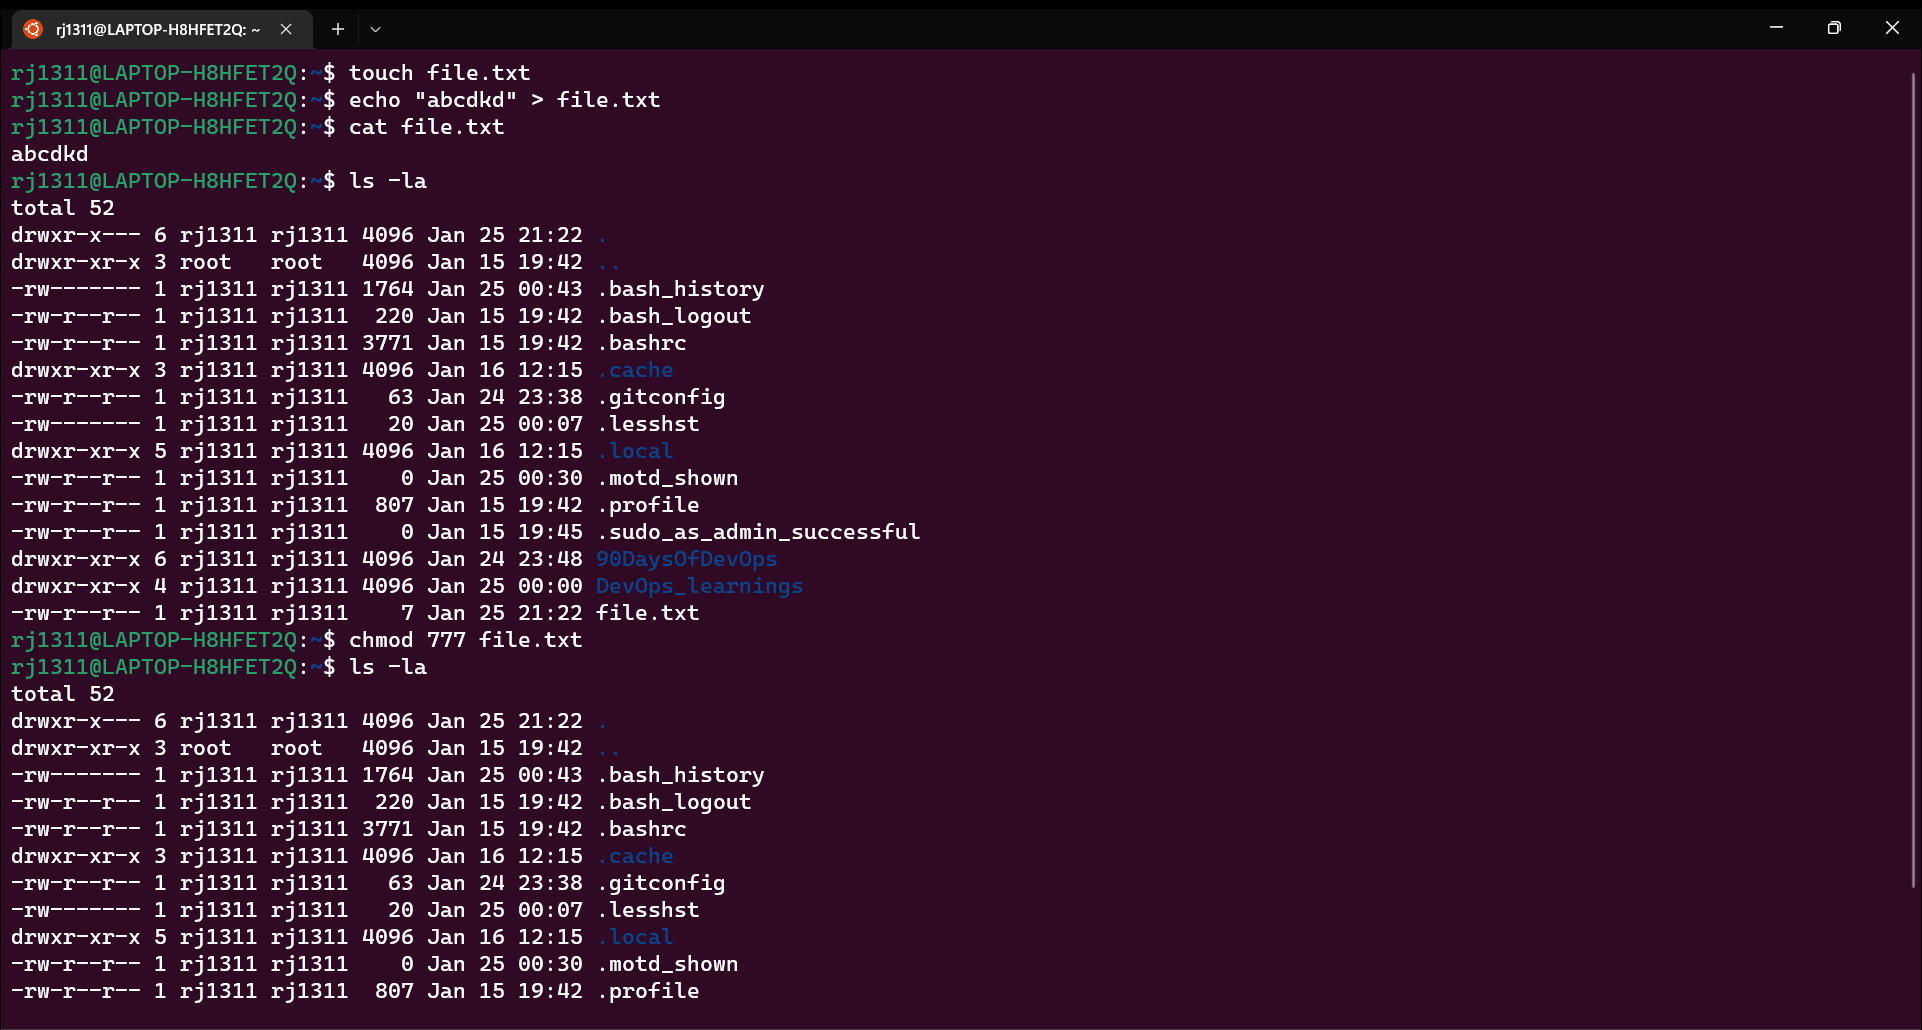 rj1311@LAPTOP-H8HFET2Q: ~
rj1311@LAPTOP-H8HFET2Q:~$ touch file.txt
rj1311@LAPTOP-H8HFET2Q:~$ echo "abcdkd" > file.txt
rj1311@LAPTOP-H8HFET2Q:~$ cat file.txt
abcdkd
rj1311@LAPTOP-H8HFET2Q:~$ ls -la
total 52
drwxr-x--- 6 rj1311 rj1311 4096 Jan 25 21:22 .
drwxr-xr-x 3 root   root   4096 Jan 15 19:42 ..
-rw------- 1 rj1311 rj1311 1764 Jan 25 00:43 .bash_history
-rw-r--r-- 1 rj1311 rj1311  220 Jan 15 19:42 .bash_logout
-rw-r--r-- 1 rj1311 rj1311 3771 Jan 15 19:42 .bashrc
drwxr-xr-x 3 rj1311 rj1311 4096 Jan 16 12:15 .cache
-rw-r--r-- 1 rj1311 rj1311   63 Jan 24 23:38 .gitconfig
-rw------- 1 rj1311 rj1311   20 Jan 25 00:07 .lesshst
drwxr-xr-x 5 rj1311 rj1311 4096 Jan 16 12:15 .local
-rw-r--r-- 1 rj1311 rj1311    0 Jan 25 00:30 .motd_shown
-rw-r--r-- 1 rj1311 rj1311  807 Jan 15 19:42 .profile
-rw-r--r-- 1 rj1311 rj1311    0 Jan 15 19:45 .sudo_as_admin_successful
drwxr-xr-x 6 rj1311 rj1311 4096 Jan 24 23:48 90DaysOfDevOps
drwxr-xr-x 4 rj1311 rj1311 4096 Jan 25 00:00 DevOps_learnings
-rw-r--r-- 1 rj1311 rj1311    7 Jan 25 21:22 file.txt
rj1311@LAPTOP-H8HFET2Q:~$ chmod 777 file.txt
rj1311@LAPTOP-H8HFET2Q:~$ ls -la
total 52
drwxr-x--- 6 rj1311 rj1311 4096 Jan 25 21:22 .
drwxr-xr-x 3 root   root   4096 Jan 15 19:42 ..
-rw------- 1 rj1311 rj1311 1764 Jan 25 00:43 .bash_history
-rw-r--r-- 1 rj1311 rj1311  220 Jan 15 19:42 .bash_logout
-rw-r--r-- 1 rj1311 rj1311 3771 Jan 15 19:42 .bashrc
drwxr-xr-x 3 rj1311 rj1311 4096 Jan 16 12:15 .cache
-rw-r--r-- 1 rj1311 rj1311   63 Jan 24 23:38 .gitconfig
-rw------- 1 rj1311 rj1311   20 Jan 25 00:07 .lesshst
drwxr-xr-x 5 rj1311 rj1311 4096 Jan 16 12:15 .local
-rw-r--r-- 1 rj1311 rj1311    0 Jan 25 00:30 .motd_shown
-rw-r--r-- 1 rj1311 rj1311  807 Jan 15 19:42 .profile